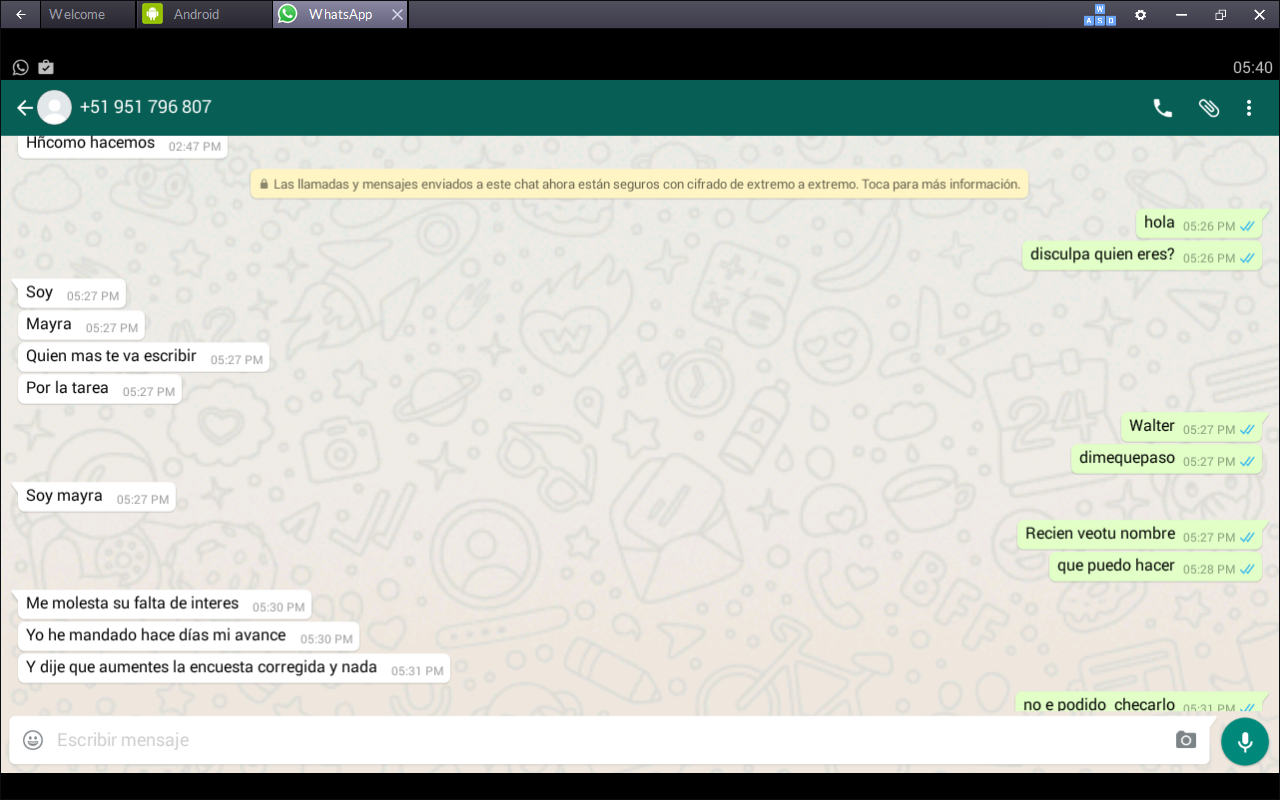 Welcome
Android
WhatsApp
W
A S D
05:40
+51 951 796 807
Hñcomo hacemos 02:47 PM
Las llamadas y mensajes enviados a este chat ahora están seguros con cifrado de extremo a extremo. Toca para más información.
hola 05:26 PM
disculpa quien eres? 05:26 PM
Soy 05:27 PM
Mayra 05:27 PM
Quien mas te va escribir 05:27 PM
Por la tarea 05:27 PM
Walter 05:27 PM
dimequepaso 05:27 PM
Soy mayra 05:27 PM
Recien veotu nombre 05:27 PM
que puedo hacer 05:28 PM
Me molesta su falta de interes 05:30 PM
Yo he mandado hace días mi avance 05:30 PM
Y dije que aumentes la encuesta corregida y nada 05:31 PM
no e podido checarlo 05:31 PM
Escribir mensaje